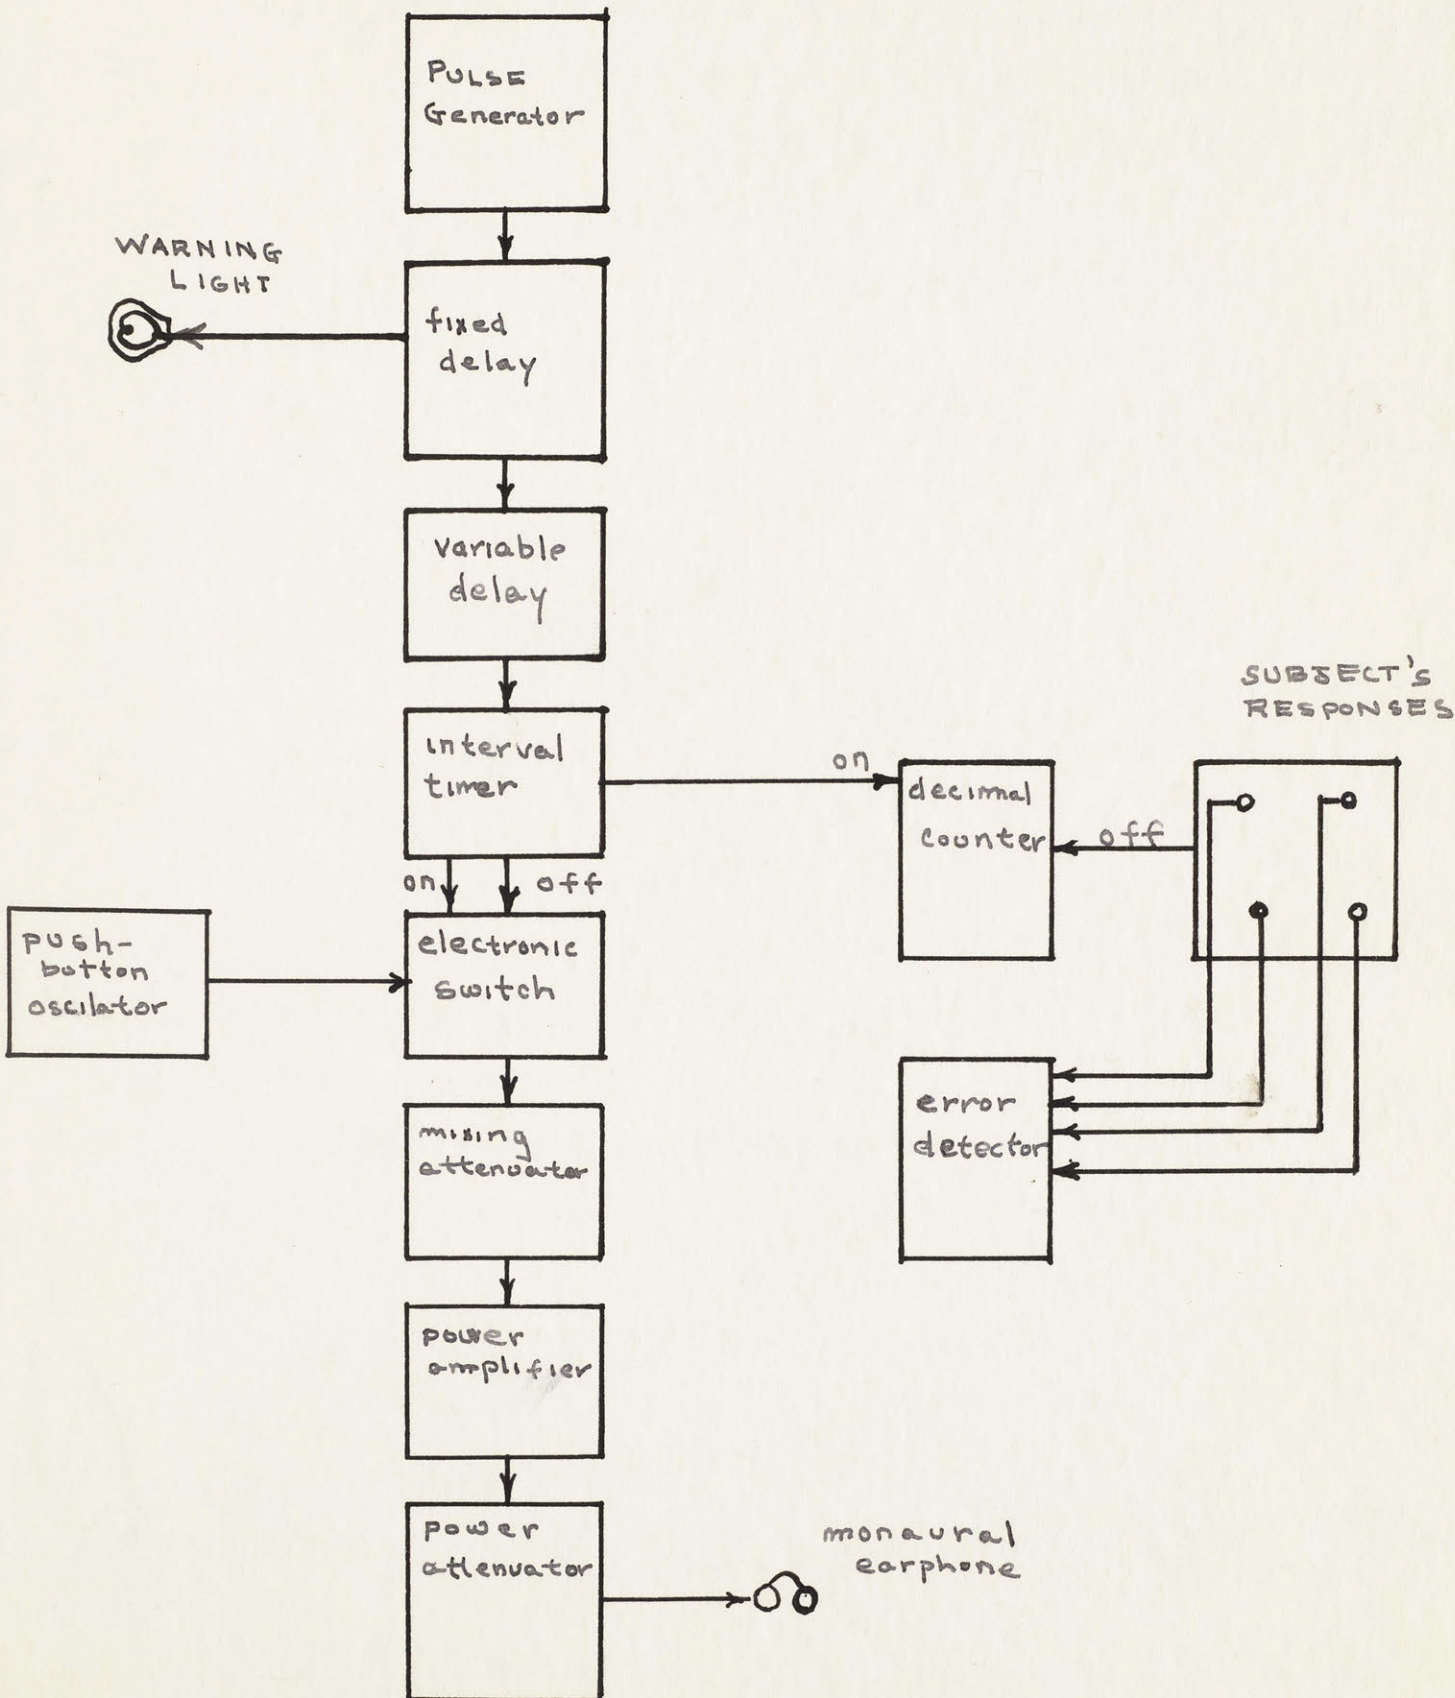 PULSE
Generator
WARNING
LIGHT
fixed
delay
variable
delay
SUBJECT'S
RESPONSES
interval
timer
on
decimal
counter
off
on
off
push-
button
oscilator
electronic
switch
error
detector
mixing
attenuator
power
amplifier
power
attenuator
monaural
earphone